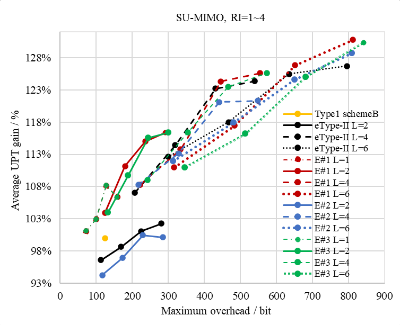 SU-MIMO, RI=1~4
Average UPT gain / %
128%
123%
118%
113%
108%
103%
98%
93%
Type1 schemeB
eType-II L=2
eType-II L=4
eType-II L=6
E#1 L=1
E#1 L=2
E#1 L=4
E#1 L=6
E#2 L=2
E#2 L=4
E#2 L=6
E#3 L=1
E#3 L=2
E#3 L=4
E#3 L=6
0 100 200 300 400 500 600 700 800 900
Maximum overhead / bit